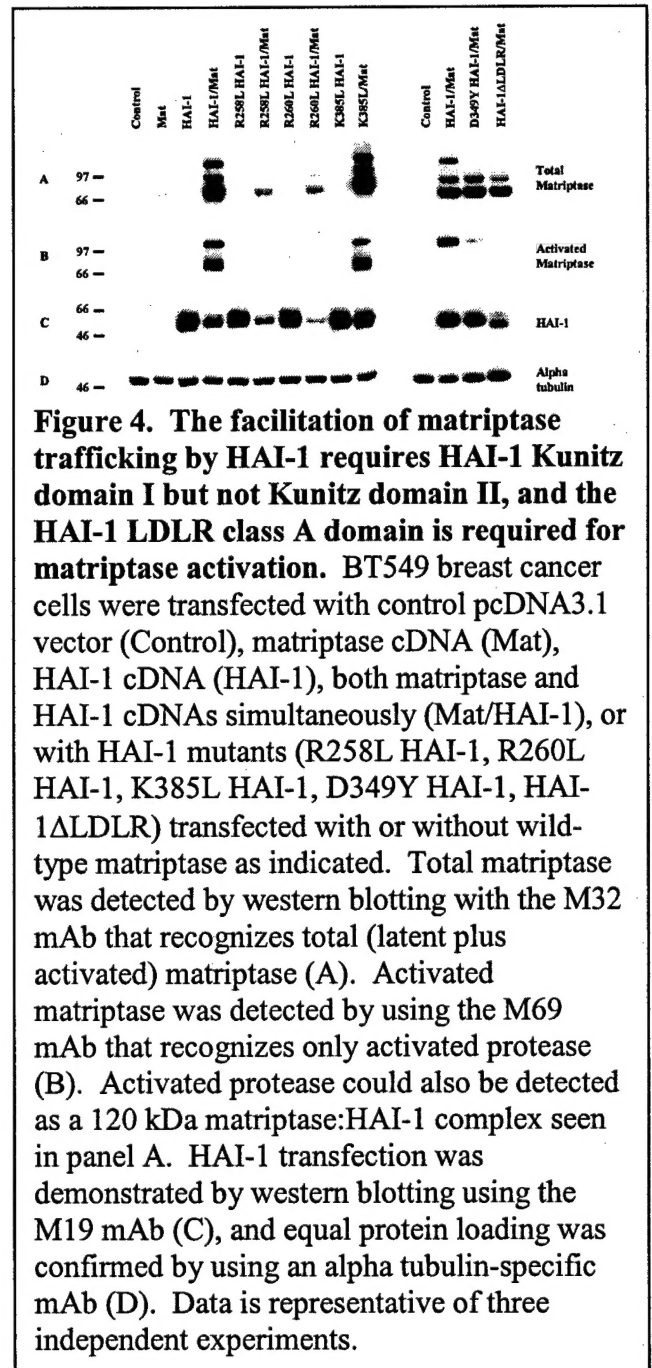 Control
Mat
HAI-1
HAI-1/Mat
R258L HAI-1
R258L HAI-1/Mat
R260L HAI-1
R260L HAI-1/Mat
K385L HAI-1
K385L/Mat
Control
HAI-1/Mat
D349Y HAI-1/Mat
HAI-1ΔLDLR/Mat
A
97 –
66 –
Total
Matriptase
B
97 –
66 –
Activated
Matriptase
C
66 –
46 –
HAI-1
D
46 –
Alpha
tubulin
Figure 4. The facilitation of matriptase
trafficking by HAI-1 requires HAI-1 Kunitz
domain I but not Kunitz domain II, and the
HAI-1 LDLR class A domain is required for
matriptase activation. BT549 breast cancer
cells were transfected with control pcDNA3.1
vector (Control), matriptase cDNA (Mat),
HAI-1 cDNA (HAI-1), both matriptase and
HAI-1 cDNAs simultaneously (Mat/HAI-1), or
with HAI-1 mutants (R258L HAI-1, R260L
HAI-1, K385L HAI-1, D349Y HAI-1, HAI-
1ΔLDLR) transfected with or without wild-
type matriptase as indicated. Total matriptase
was detected by western blotting with the M32
mAb that recognizes total (latent plus
activated) matriptase (A). Activated
matriptase was detected by using the M69
mAb that recognizes only activated protease
(B). Activated protease could also be detected
as a 120 kDa matriptase:HAI-1 complex seen
in panel A. HAI-1 transfection was
demonstrated by western blotting using the
M19 mAb (C), and equal protein loading was
confirmed by using an alpha tubulin-specific
mAb (D). Data is representative of three
independent experiments.